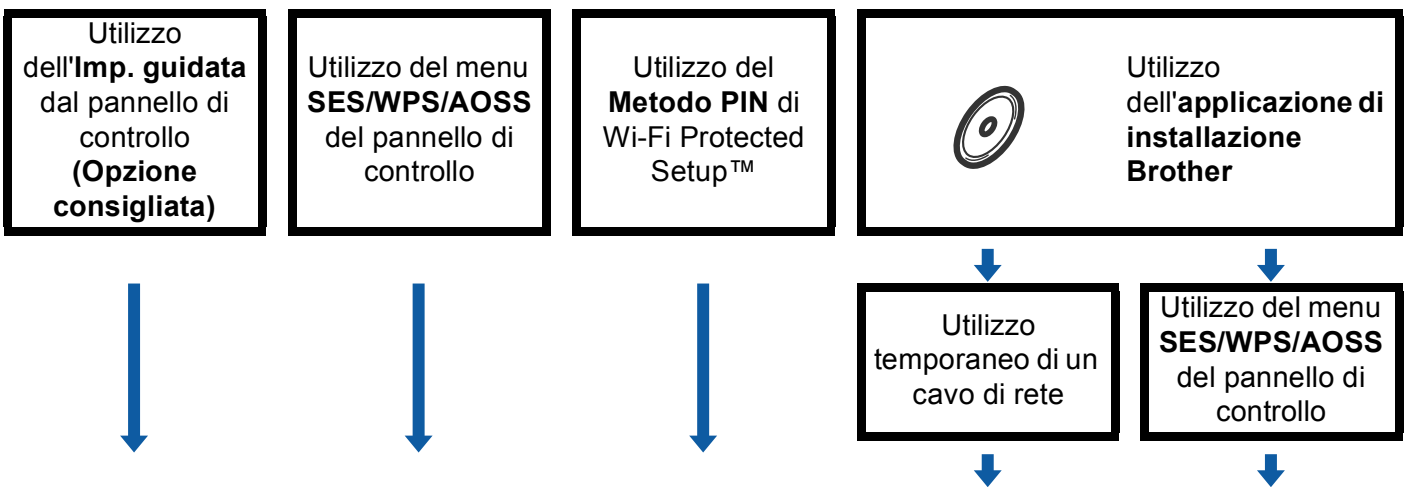 Utilizzo
dell'Imp. guidata
dal pannello di
controllo
(Opzione
consigliata)
Utilizzo del menu
SES/WPS/AOSS
del pannello di
controllo
Utilizzo del
Metodo PIN di
Wi-Fi Protected
Setup™
Utilizzo
dell'applicazione di
installazione
Brother
Utilizzo
temporaneo di un
cavo di rete
Utilizzo del menu
SES/WPS/AOSS
del pannello di
controllo